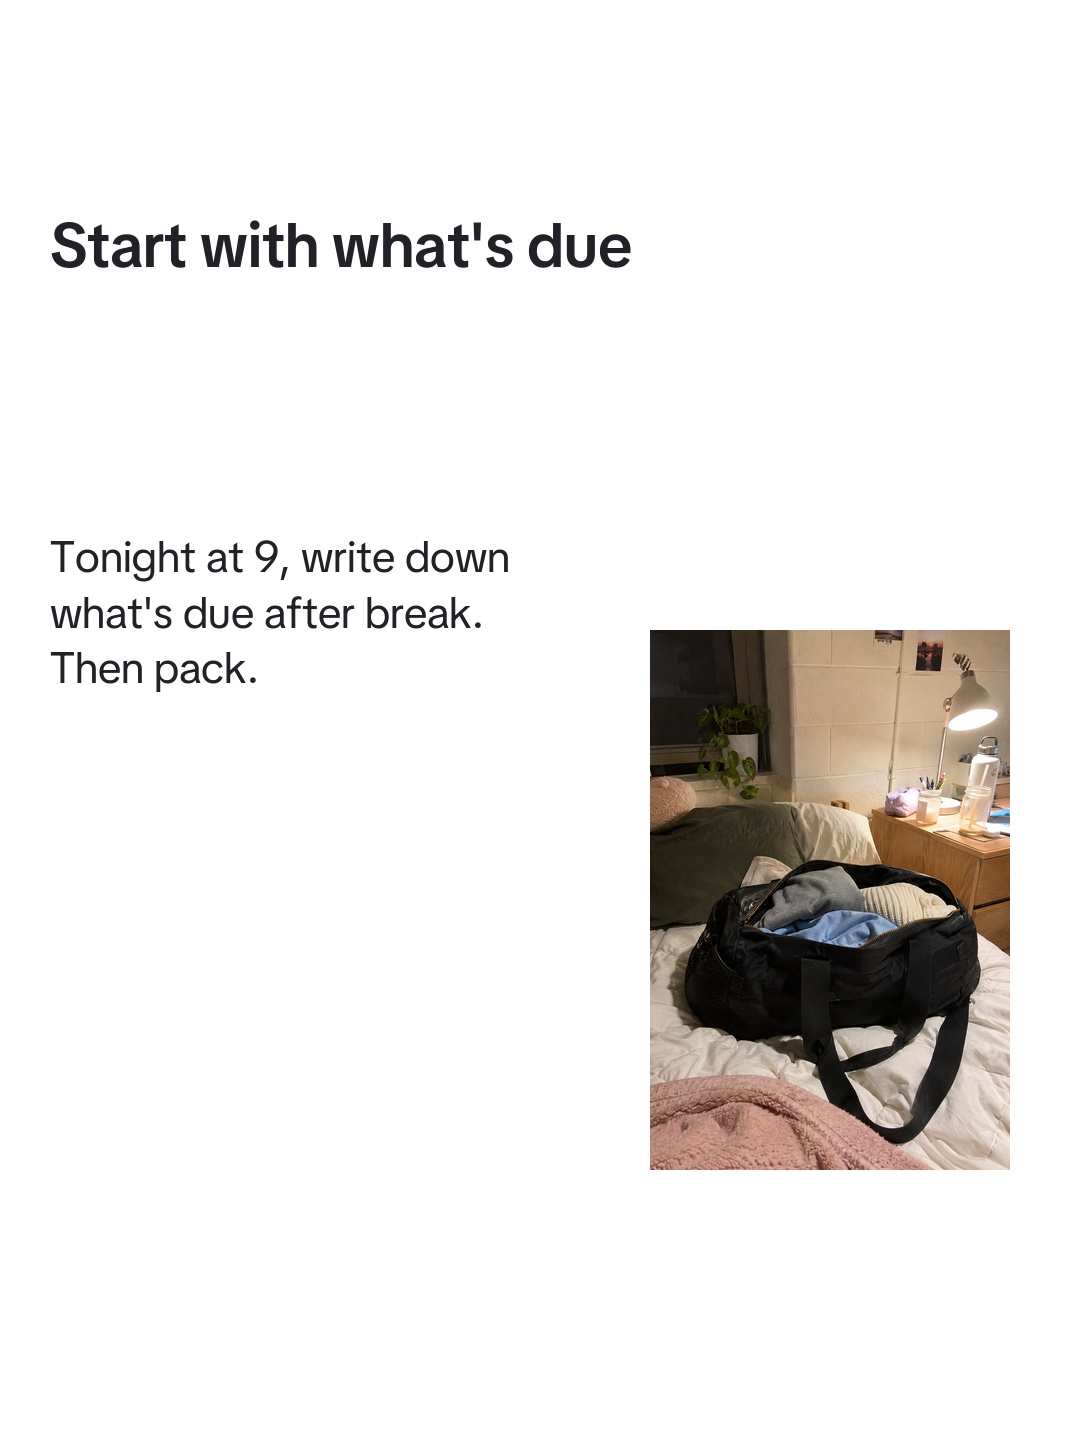 Start with what's due
Tonight at 9, write down
what's due after break.
Then pack.